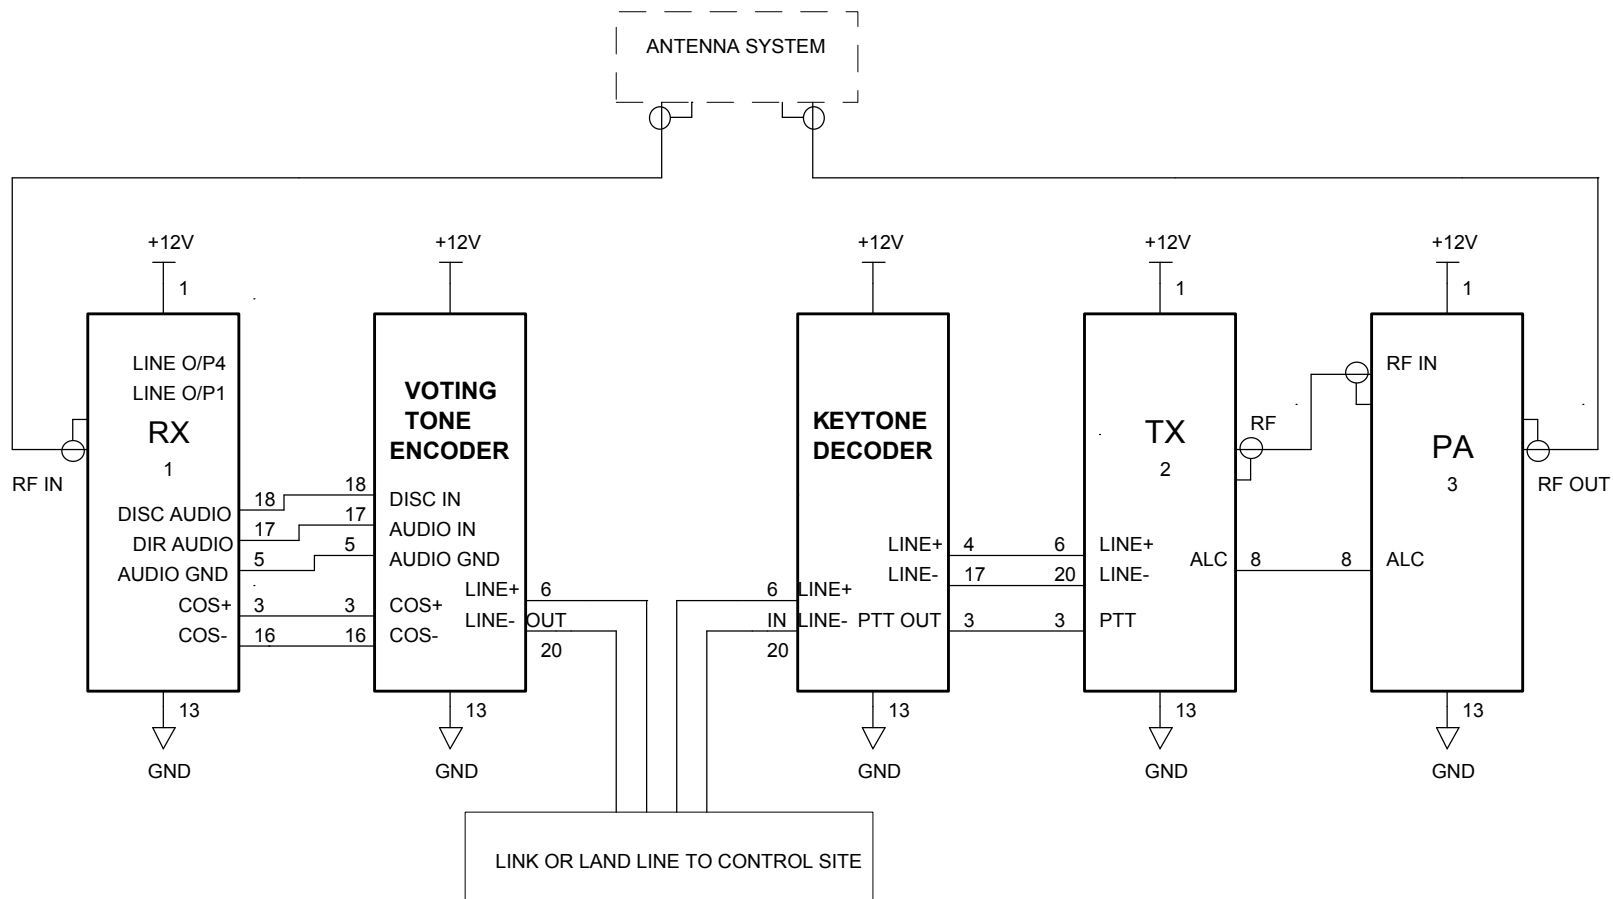 ANTENNA SYSTEM
+12V
+12V
+12V
+12V
+12V
1
1
1
LINE O/P4
LINE O/P1
RX
1
RF IN
DISC AUDIO
DIR AUDIO
AUDIO GND
COS+
COS-
18
17
5
3
16
13
GND
18
17
5
3
16
VOTING
TONE
ENCODER
DISC IN
AUDIO IN
AUDIO GND
COS+
COS-
LINE+
LINE- OUT
6
20
13
GND
6
IN
20
KEYTONE
DECODER
LINE+
LINE-
LINE+
LINE-
PTT OUT
4
17
3
13
GND
6
20
3
TX
2
LINE+
LINE-
PTT
ALC
RF
8
13
GND
8
RF IN
PA
3
ALC
RF OUT
13
GND
LINK OR LAND LINE TO CONTROL SITE